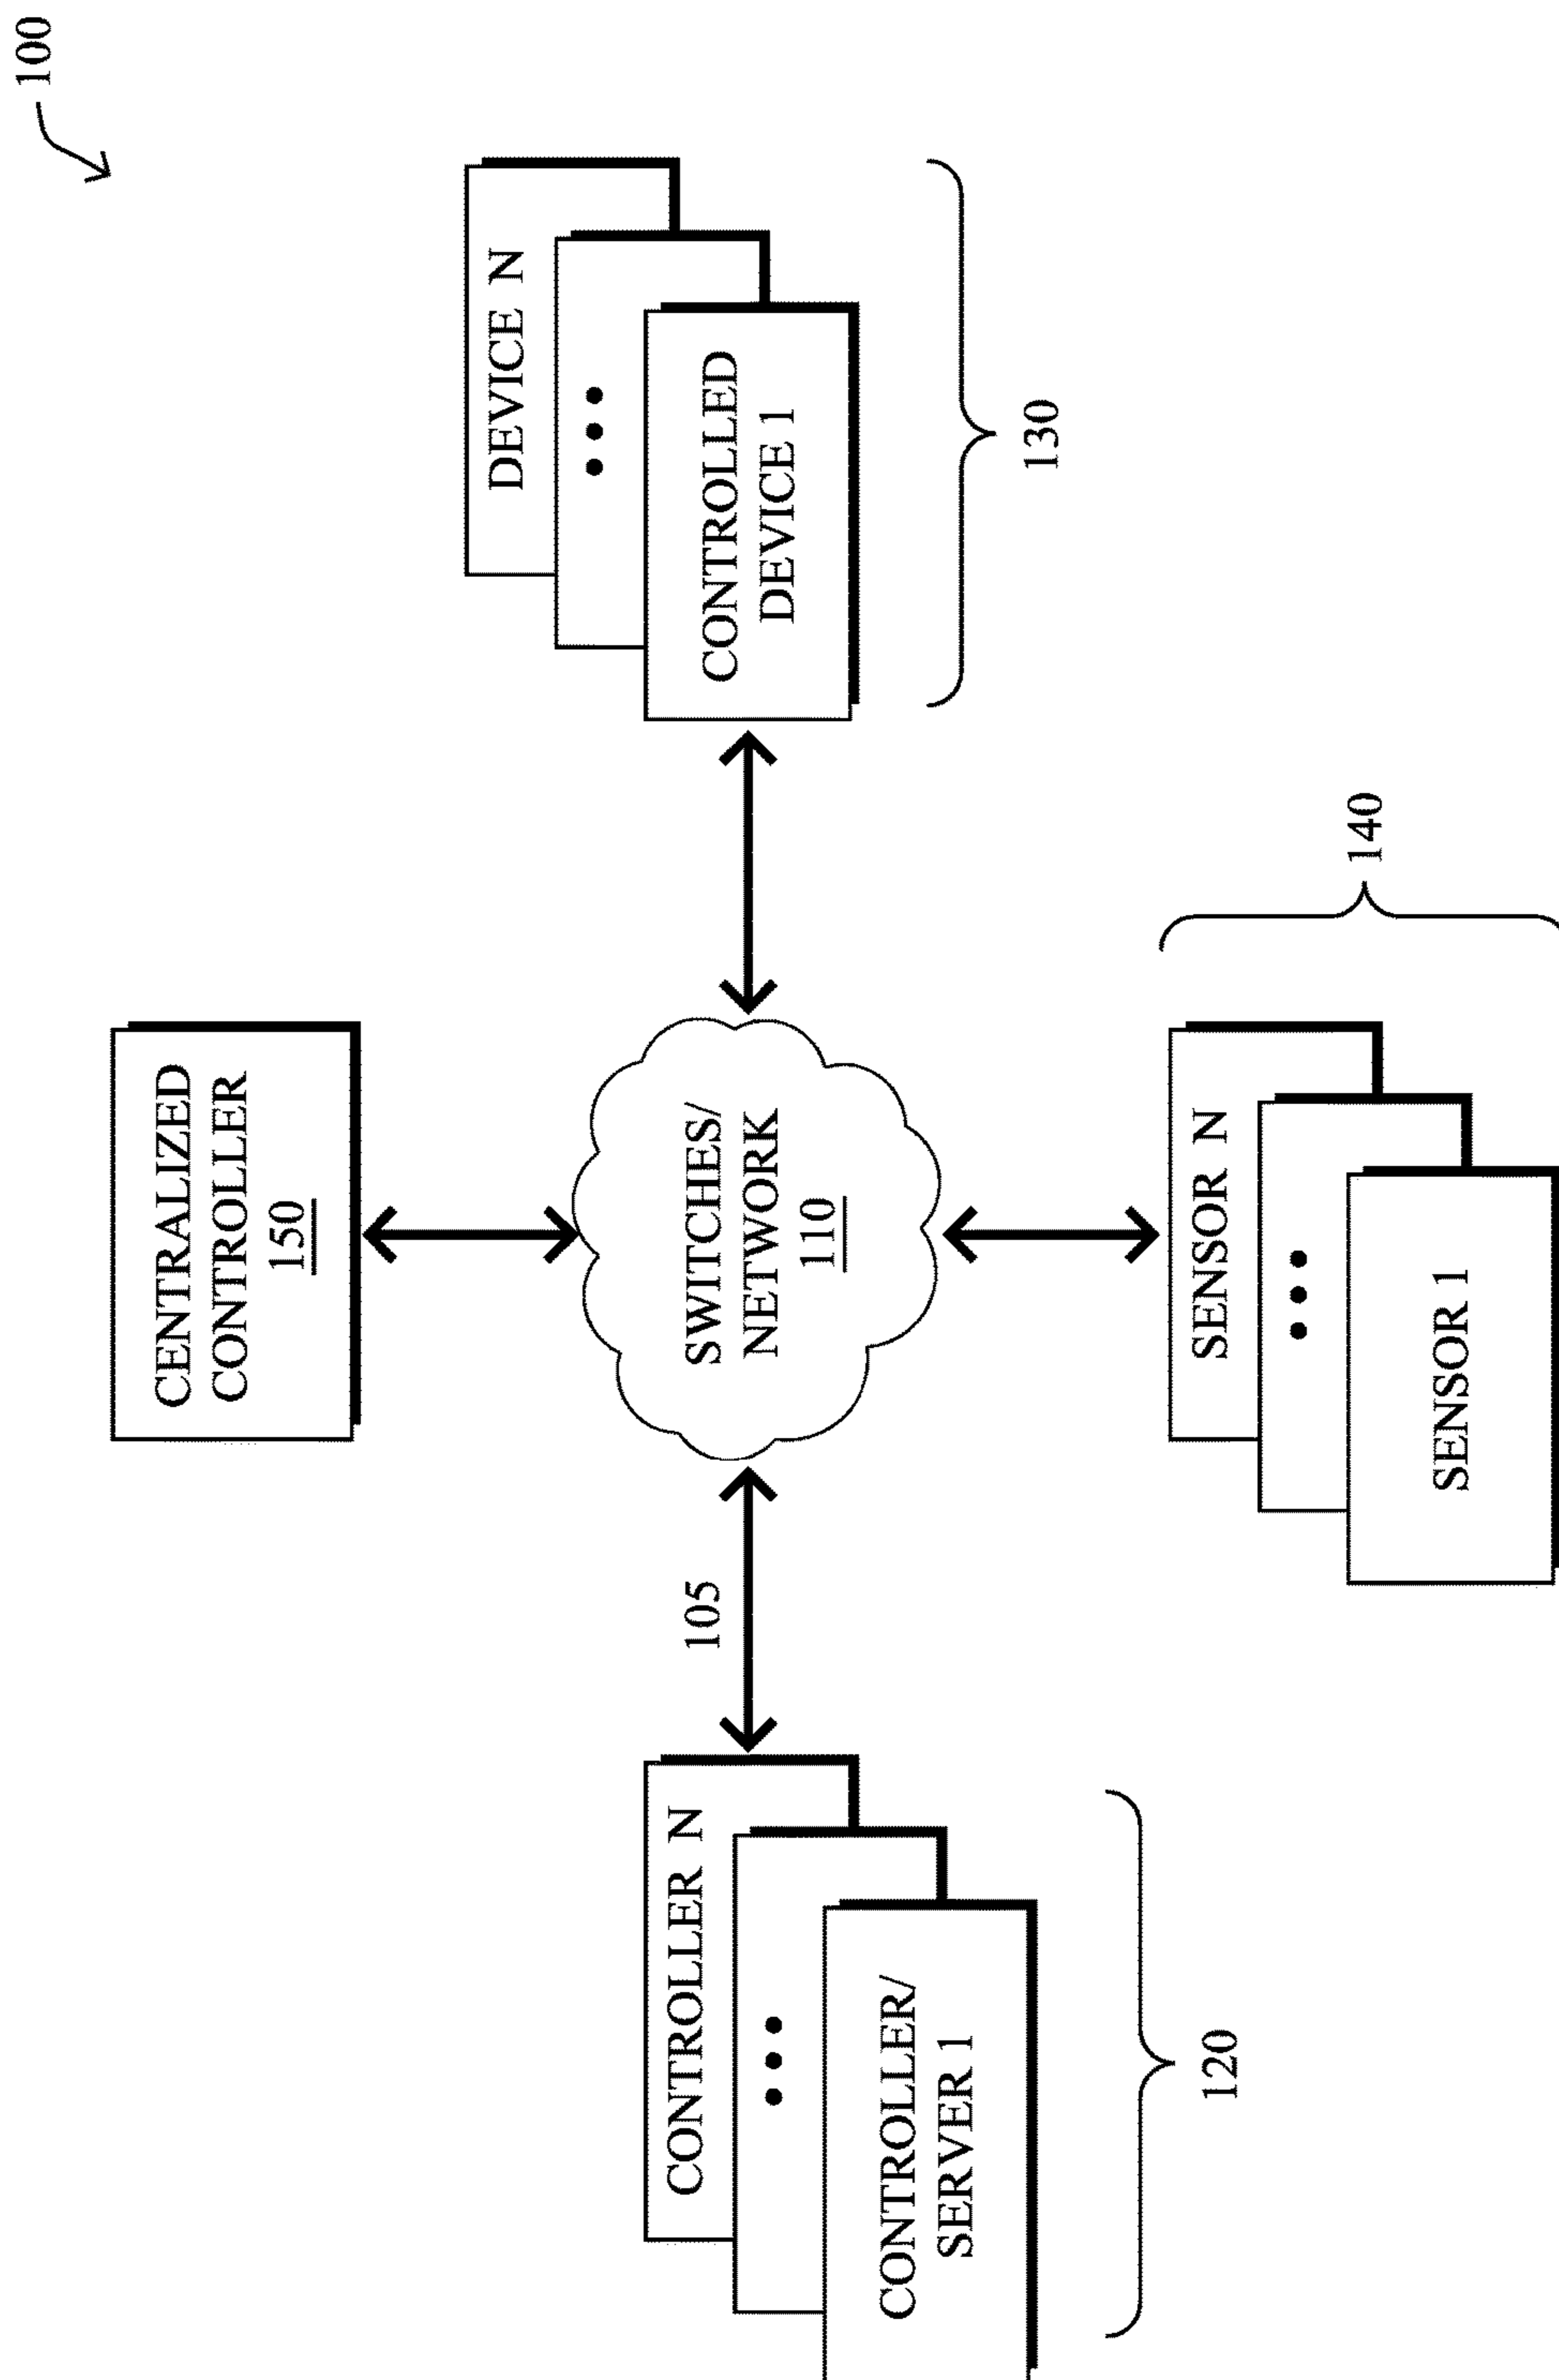 100
CENTRALIZED
CONTROLLER
150
CONTROLLER N
CONTROLLER/
SERVER 1
120
105
SWITCHES/
NETWORK
110
DEVICE N
CONTROLLED
DEVICE 1
130
SENSOR N
SENSOR 1
140